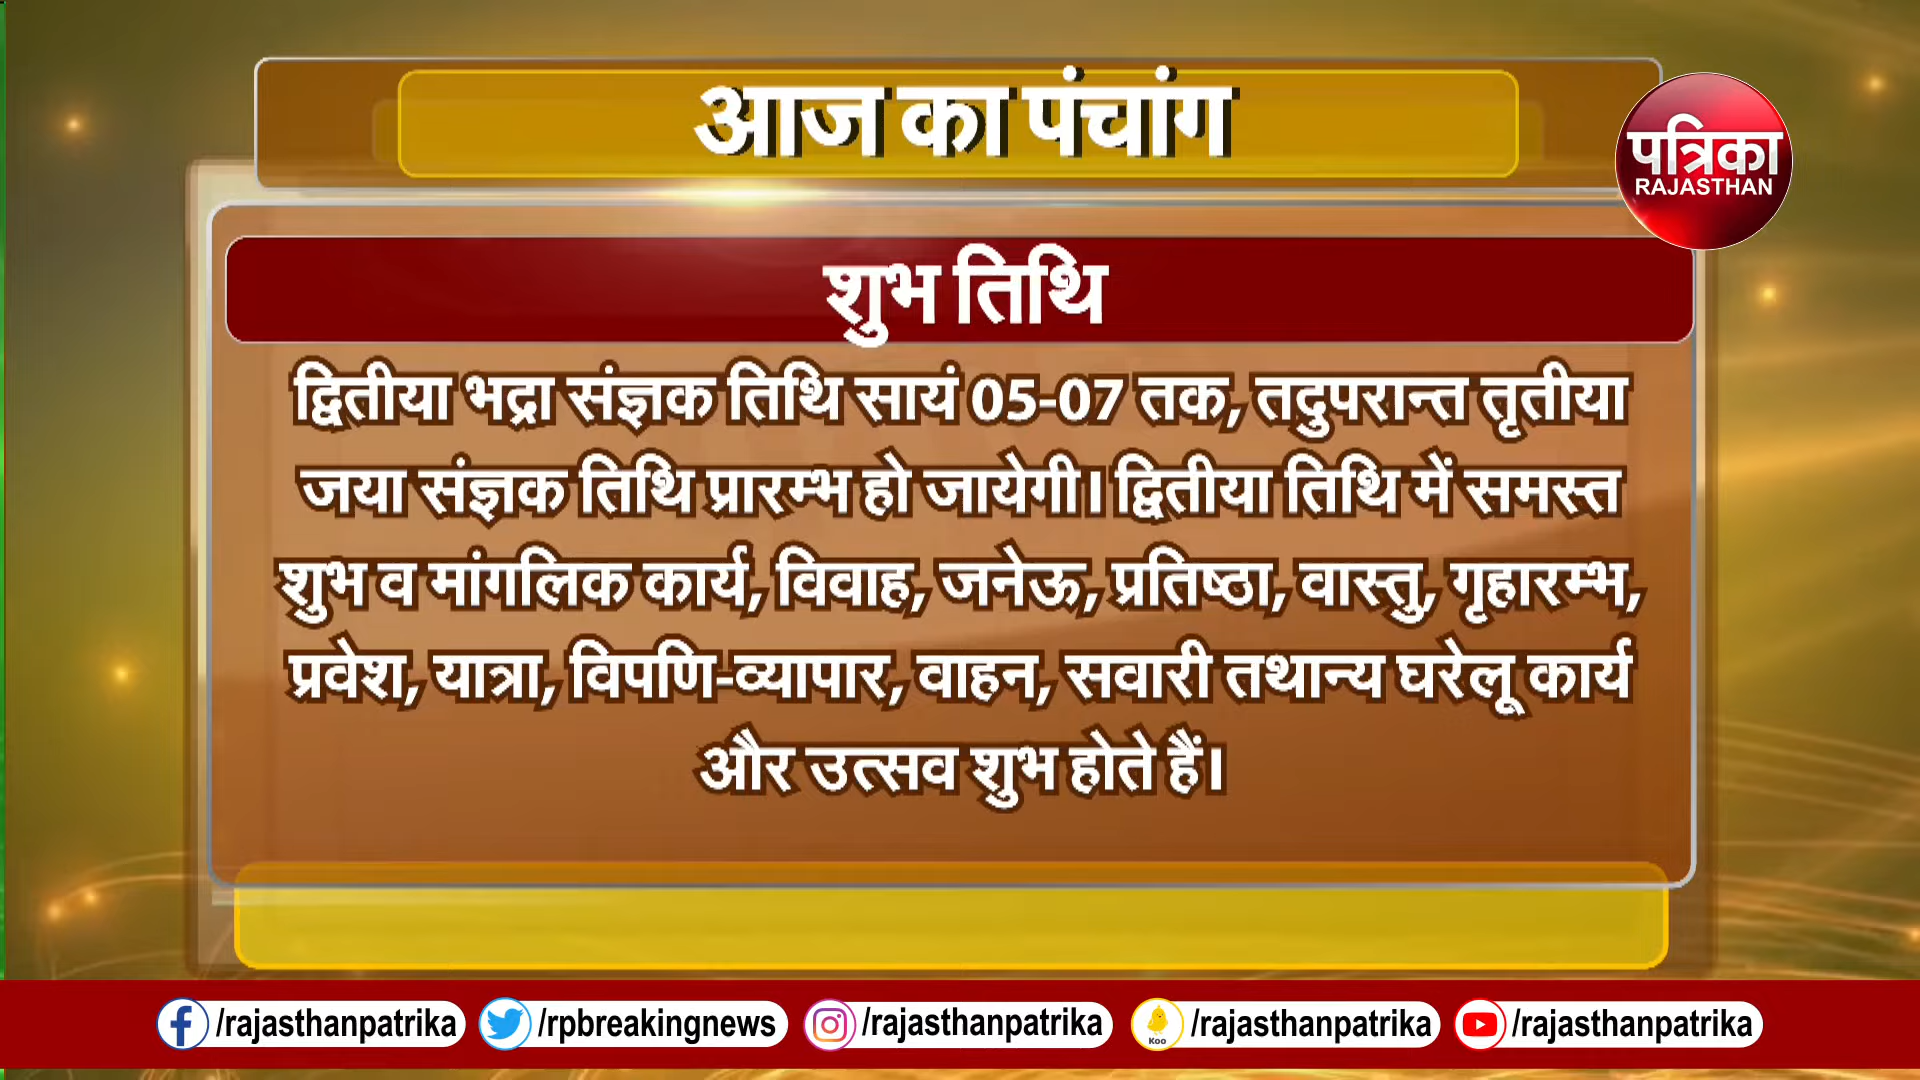 आज का पंचांग
पत्रिका
RAJASTHAN
शुभ तिथि
द्वितीया भद्रा संज्ञक तिथि सायं 05-07 तक, तदुपरान्त तृतीया
जया संज्ञक तिथि प्रारम्भ हो जायेगी। द्वितीया तिथि में समस्त
शुभ व मांगलिक कार्य, विवाह, जनेऊ, प्रतिष्ठा, वास्तु, गृहारम्भ,
प्रवेश, यात्रा, विपणि-व्यापार, वाहन, सवारी तथान्य घरेलू कार्य
और उत्सव शुभ होते हैं।
/rajasthanpatrika /rpbreakingnews /rajasthanpatrika Koo /rajasthanpatrika /rajasthanpatrika